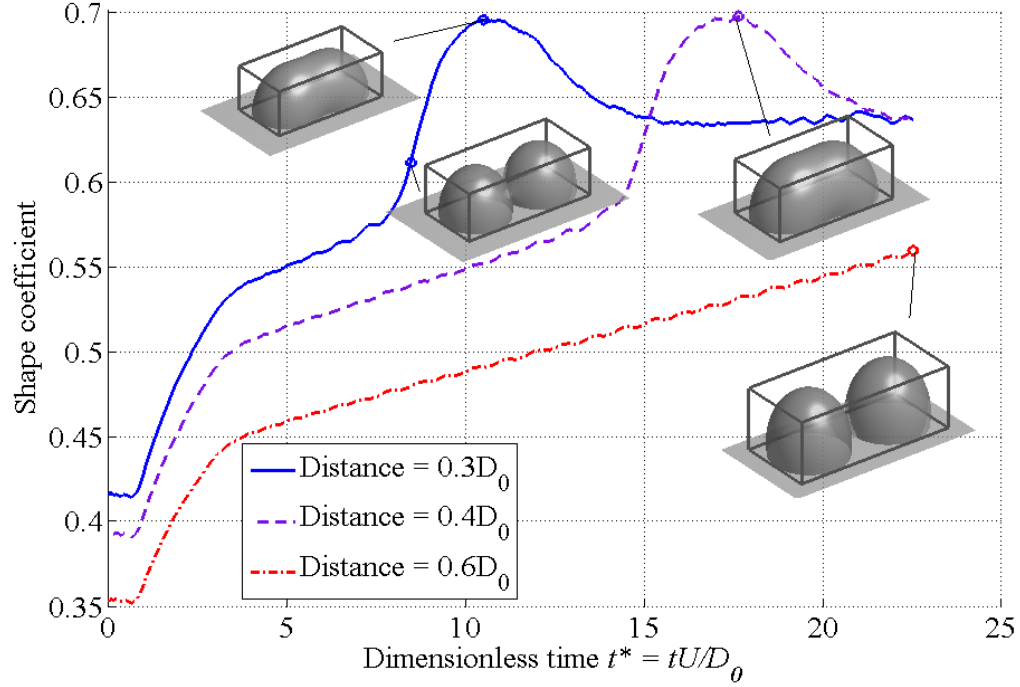 0.7
0.65
0.6
0.55
0.5
0.45
0.4
0.35
Shape coefficient
Distance = 0.3D₀
Distance = 0.4D₀
Distance = 0.6D₀
0 5 10 15 20 25
Dimensionless time t* = tU/D₀